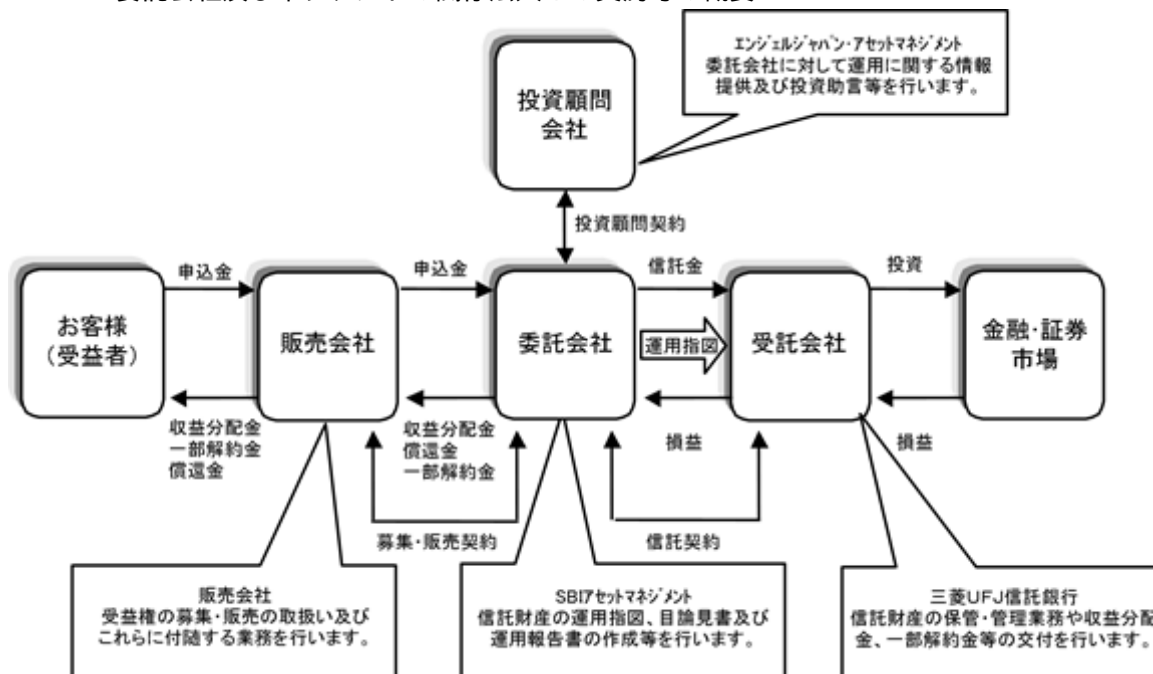 エンジェルジャパン・アセットマネジメント
委託会社に対して運用に関する情報
提供及び投資助言等を行います。
投資顧問
会社
投資顧問契約
申込金
申込金
信託金
投資
お客様
(受益者)
販売会社
委託会社
運用指図
受託会社
金融・証券
市場
収益分配金
一部解約金
償還金
収益分配金
償還金
一部解約金
損益
損益
募集・販売契約
信託契約
販売会社
受益権の募集・販売の取扱い及び
これらに付随する業務を行います。
SBIアセットマネジメント
信託財産の運用指図、目論見書及び
運用報告書の作成等を行います。
三菱UFJ信託銀行
信託財産の保管・管理業務や収益分配
金、一部解約金等の交付を行います。